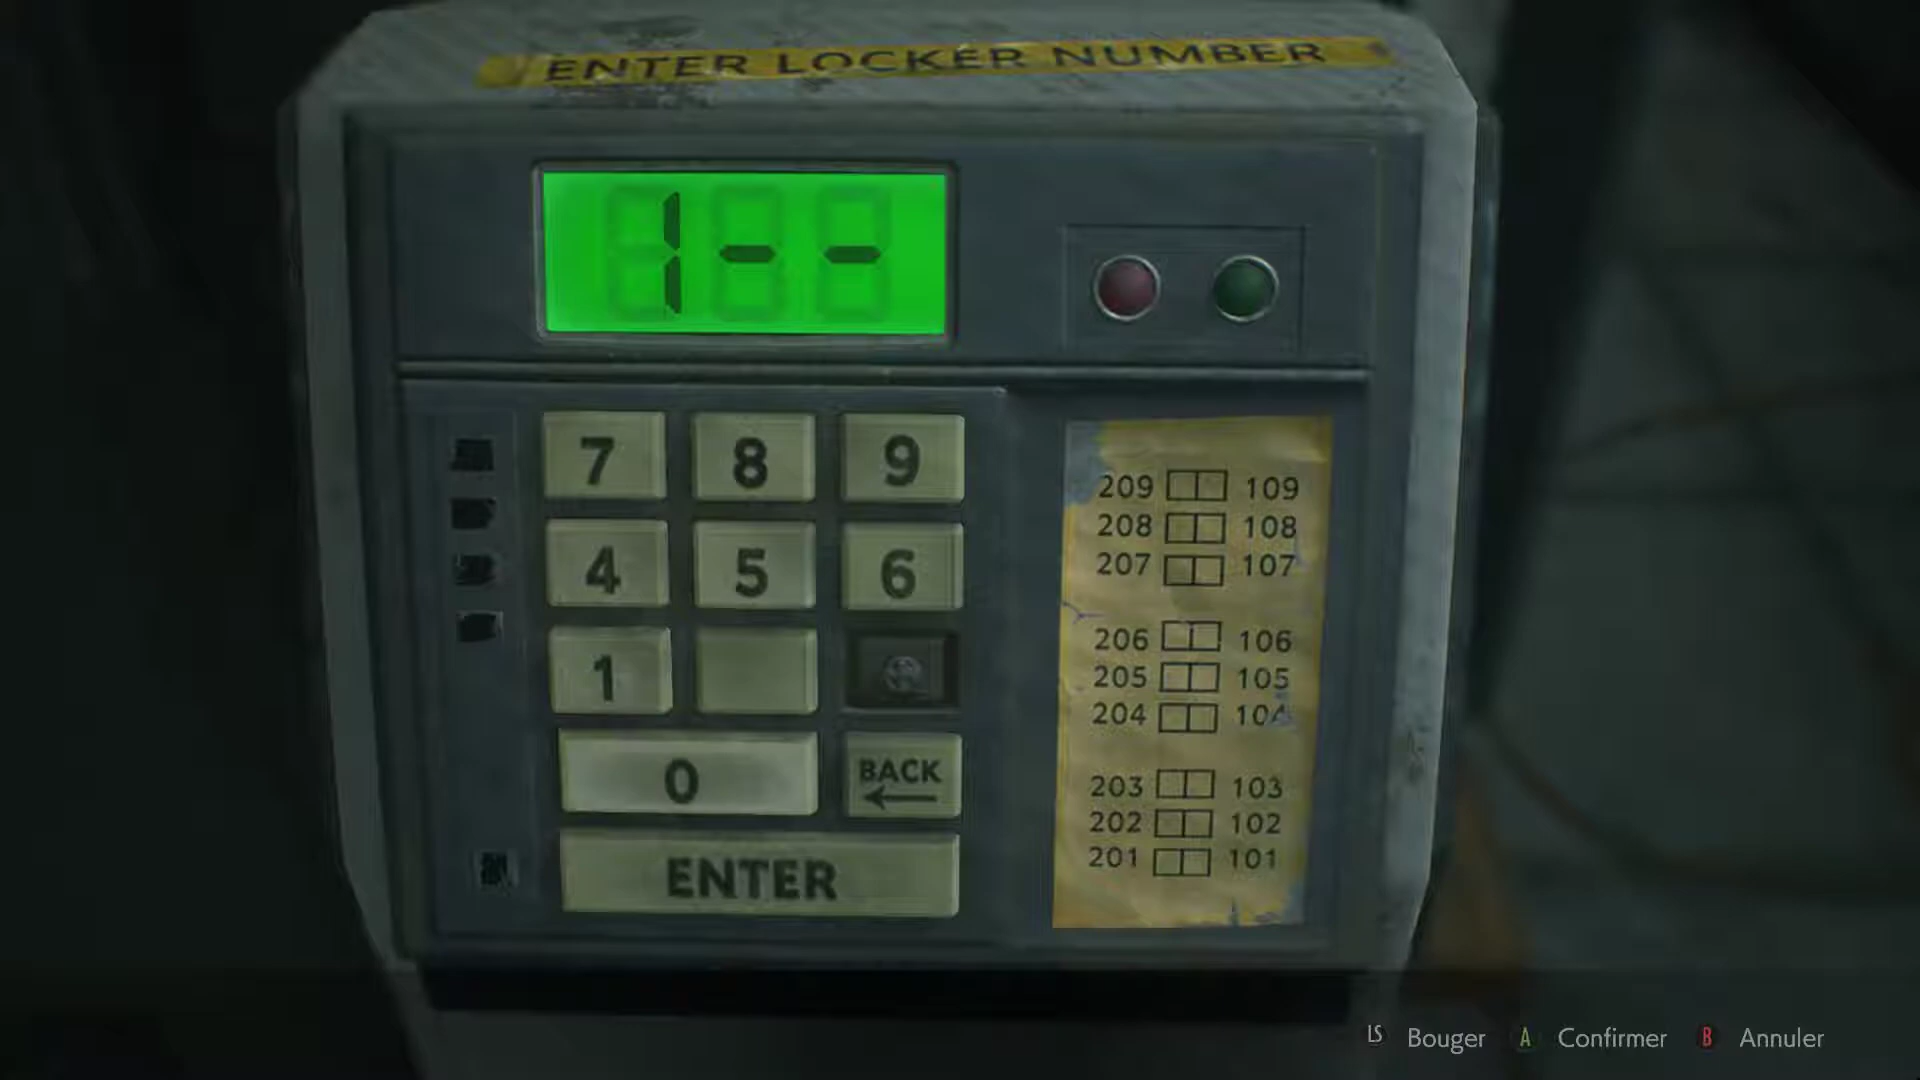 ENTER LOCKER NUMBER
1--
7 8 9
4 5 6
1
0 BACK
ENTER
209 109
208 108
207 107
206 106
205 105
204 104
203 103
202 102
201 101
LS Bouger A Confirmer B Annuler